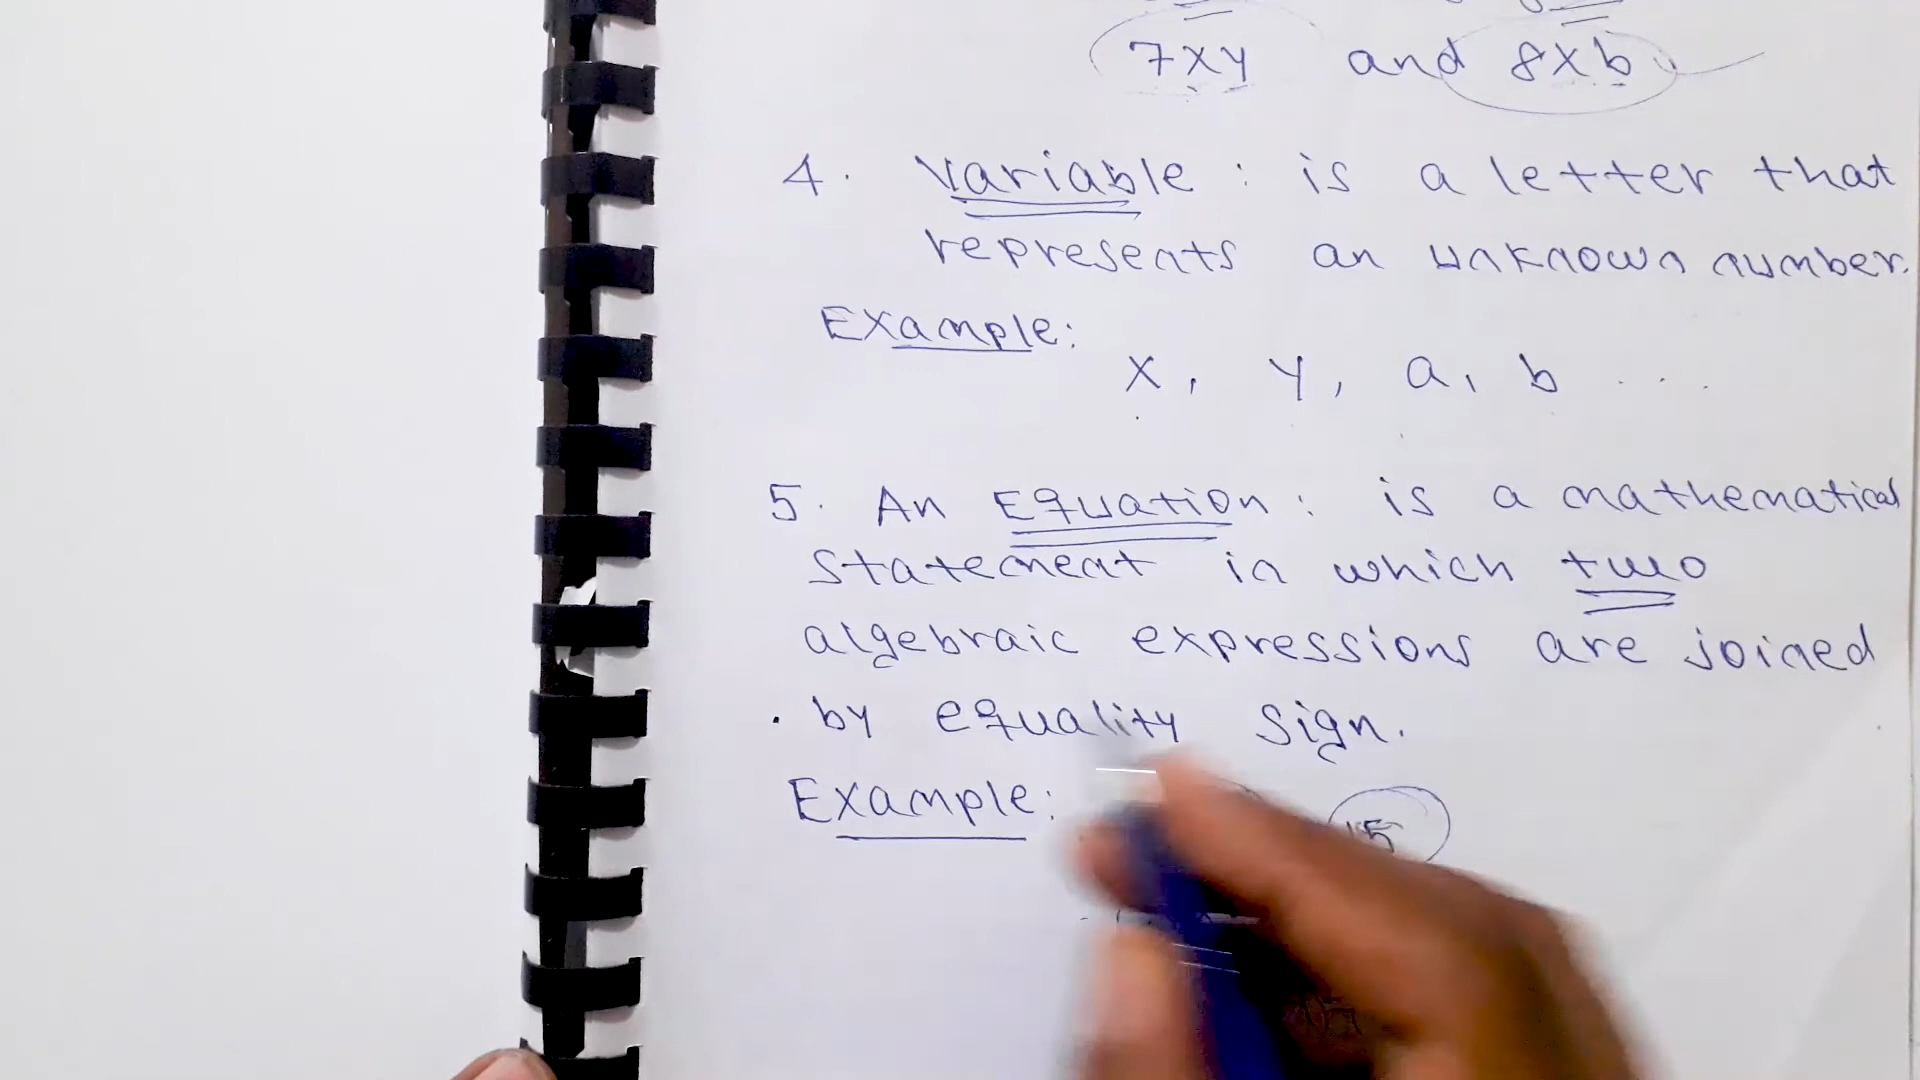 7xy and 8xb
4. Variable : is a letter that
represents an unknown number.
Example:
x, y, a, b ....
5. An Equation : is a mathematical
statement in which two
algebraic expressions are joined
by equality sign.
Example: 15